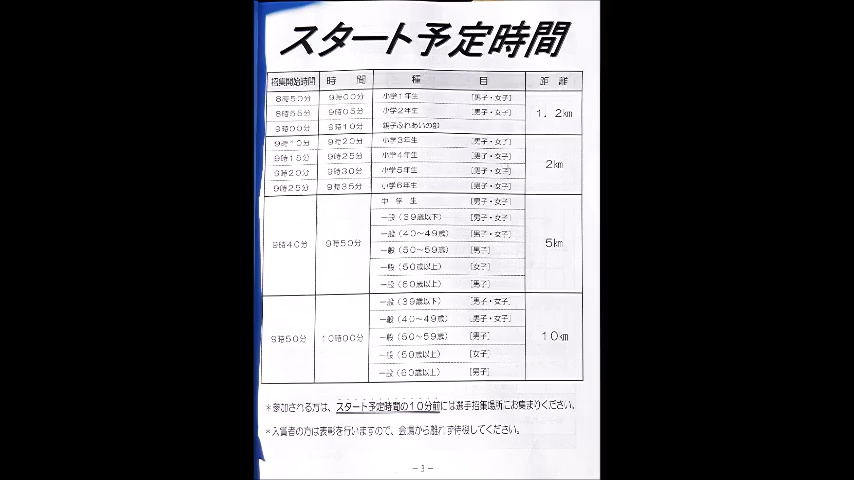 スタート予定時間
招集開始時間 時 間 種 目 距 離
8時50分 9時00分 小学1年生 [男子・女子]
8時55分 9時05分 小学2年生 [男子・女子] 1.2km
9時00分 9時10分 親子ふれあいの部
9時10分 9時20分 小学3年生 [男子・女子]
9時15分 9時25分 小学4年生 [男子・女子] 2km
9時20分 9時30分 小学5年生 [男子・女子]
9時25分 9時35分 小学6年生 [男子・女子]
中 学 生 [男子・女子]
一般(39歳以下) [男子・女子]
一般(40～49歳) [男子・女子]
9時40分 9時50分 一般(50～59歳) [男子] 5km
一般(50歳以上) [女子]
一般(60歳以上) [男子]
一般(39歳以下) [男子・女子]
一般(40～49歳) [男子・女子]
9時50分 10時00分 一般(50～59歳) [男子] 10km
一般(50歳以上) [女子]
一般(60歳以上) [男子]
*参加される方は、スタート予定時間の10分前には選手招集場所にお集まりください。
*入賞者の方は表彰を行いますので、会場から離れず待機してください。
－3－